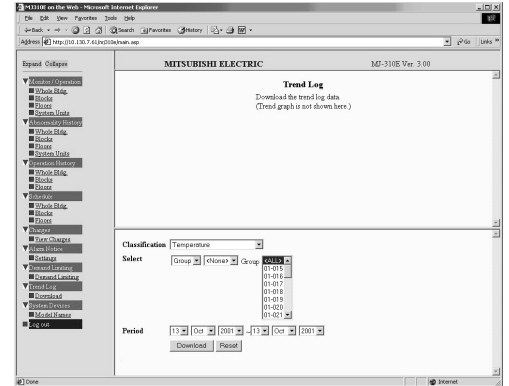 MJ310E on the Web - Microsoft Internet Explorer
File Edit View Favorites Tools Help
Back Search Favorites History
Address http://10.130.7.61/mj310e/main.asp Go Links
Expand Collapse
MITSUBISHI ELECTRIC MJ-310E Ver. 3.00
Monitor / Operation
Whole Bldg.
Blocks
Floors
System Units
Abnormality History
Whole Bldg.
Blocks
Floors
System Units
Operation History
Whole Bldg.
Blocks
Floors
Schedule
Whole Bldg.
Blocks
Floors
Charges
View Charges
Alarm Notice
Settings
Demand Limiting
Demand Limiting
Trend Log
Download
System Devices
Model Names
Log out
Trend Log
Download the trend log data.
(Trend graph is not shown here.)
Classification Temperature
Select Group <None> Group <ALL>
01-015
01-016
01-017
01-018
01-019
01-020
01-021
Period 13 Oct 2001 - 13 Oct 2001
Download Reset
Done Internet